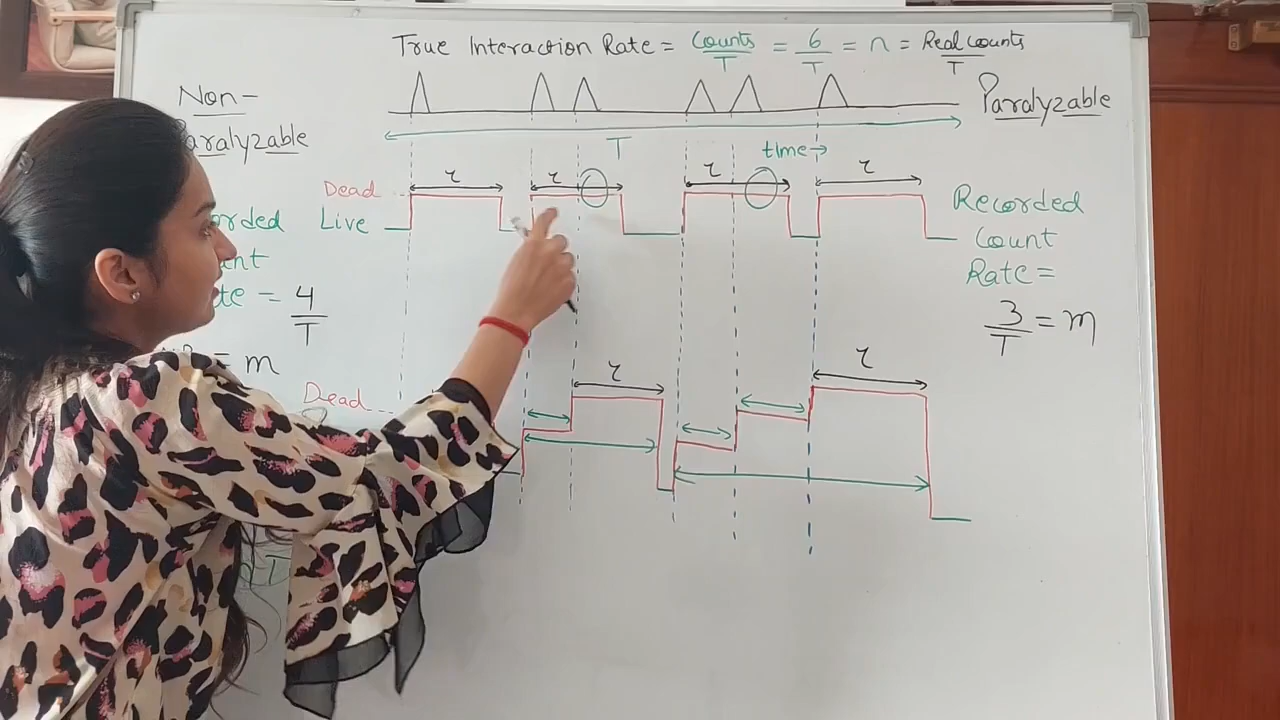 True Interaction Rate = Counts/T = 6/T = n = Real Counts/T
Non-
Paralyzable
Paralyzable
T
time→
τ
τ
τ
τ
Dead
Live
Recorded
Count
Rate =
3/T = m
4/T
= m
τ
τ
Dead